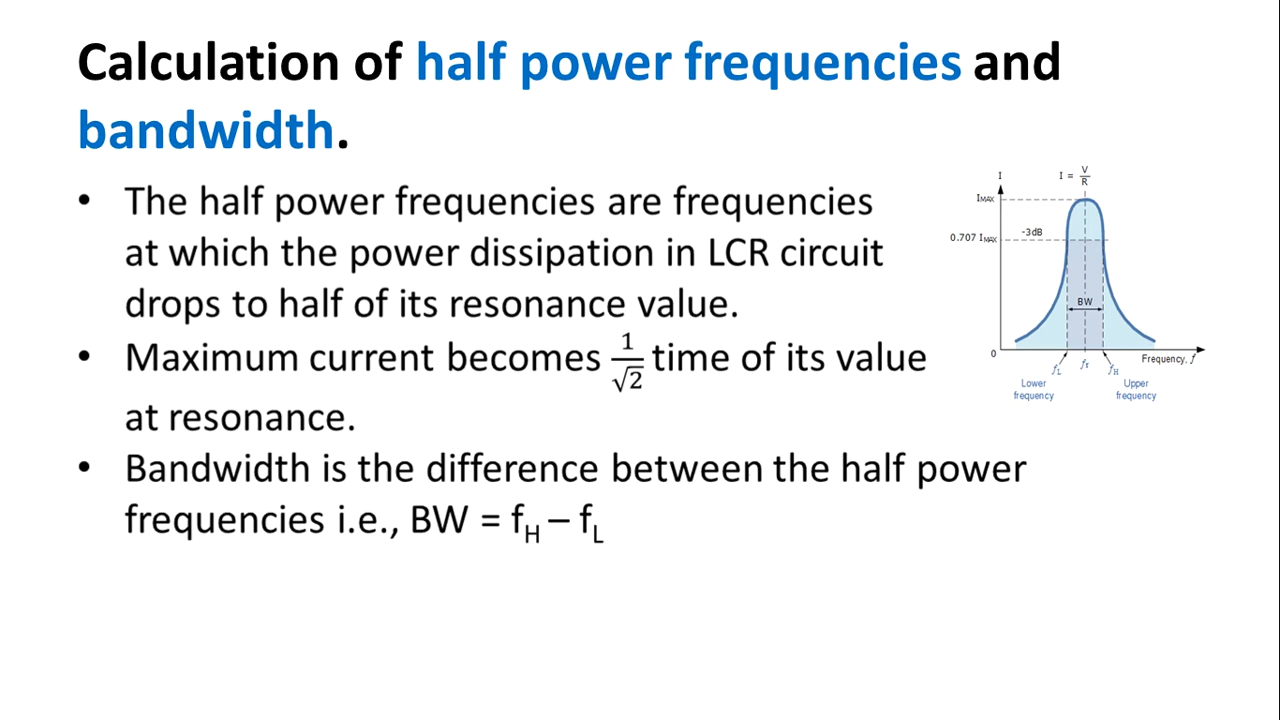 Calculation of half power frequencies and
bandwidth.
• The half power frequencies are frequencies
at which the power dissipation in LCR circuit
drops to half of its resonance value.
• Maximum current becomes 1/√2 time of its value
at resonance.
• Bandwidth is the difference between the half power
frequencies i.e., BW = fH – fL
I
I = V/R
IMAX
0.707 IMAX
-3dB
BW
0
fL
fr
fH
Frequency, f
Lower
frequency
Upper
frequency